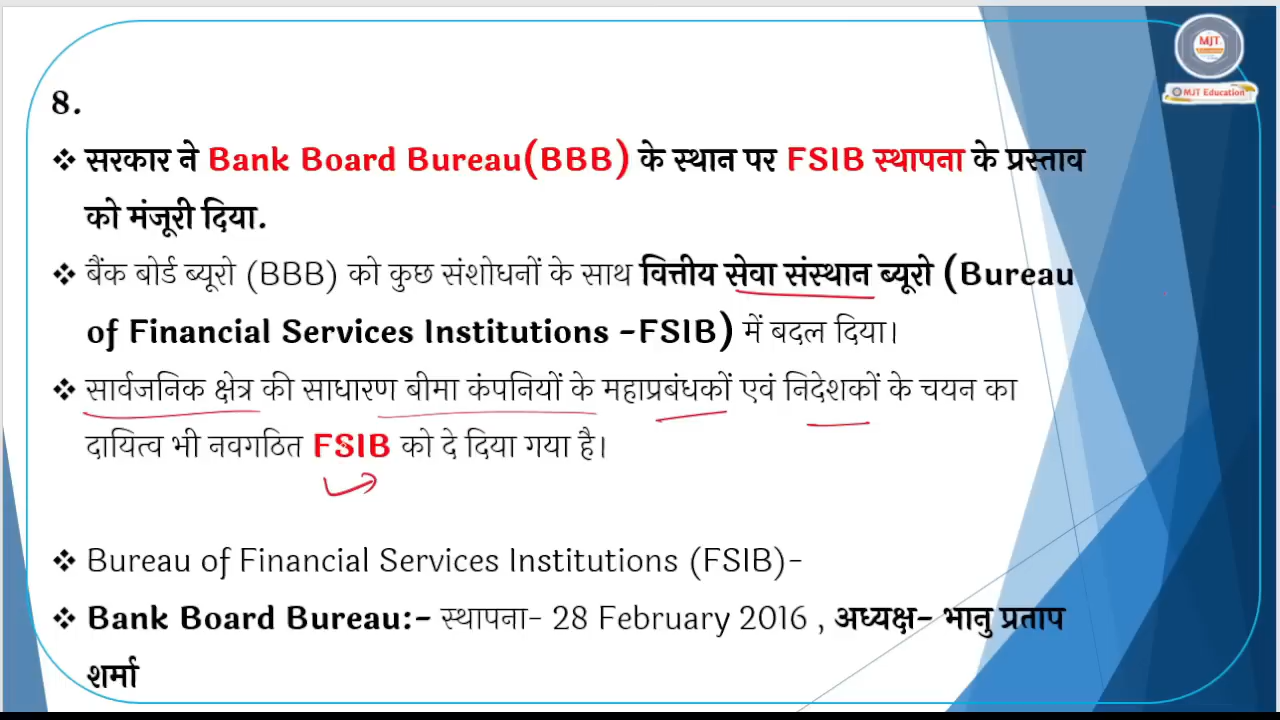 MJT
MJT Education
8.
❖ सरकार ने Bank Board Bureau(BBB) के स्थान पर FSIB स्थापना के प्रस्ताव
को मंजूरी दिया.
❖ बैंक बोर्ड ब्यूरो (BBB) को कुछ संशोधनों के साथ वित्तीय सेवा संस्थान ब्यूरो (Bureau
of Financial Services Institutions -FSIB) में बदल दिया।
❖ सार्वजनिक क्षेत्र की साधारण बीमा कंपनियों के महाप्रबंधकों एवं निदेशकों के चयन का
दायित्व भी नवगठित FSIB को दे दिया गया है।
❖ Bureau of Financial Services Institutions (FSIB)-
❖ Bank Board Bureau:- स्थापना- 28 February 2016 , अध्यक्ष- भानु प्रताप
शर्मा